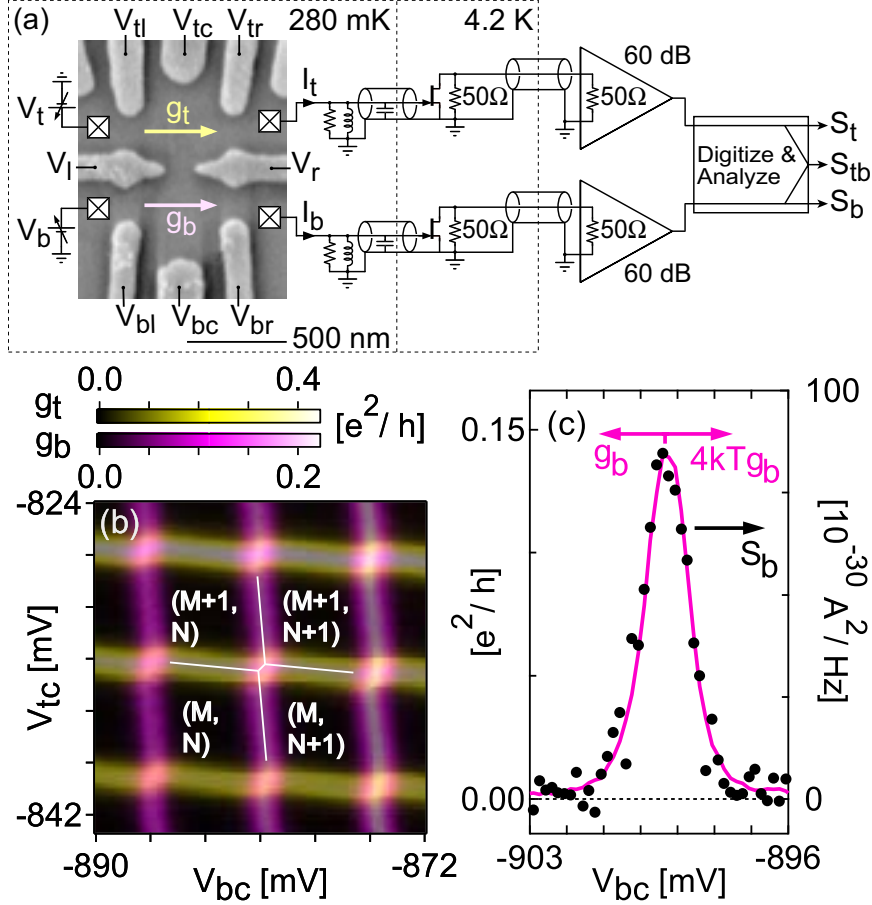 (a) V_tl V_tc V_tr 280 mK 4.2 K
60 dB
V_t g_t I_t 50Ω 50Ω S_t
V_l V_r Digitize & Analyze S_tb
V_b g_b I_b 50Ω 50Ω S_b
60 dB
V_bl V_bc V_br 500 nm
0.0 0.4
g_t
g_b [e²/ h]
0.0 0.2
-824
(b)
(M+1, N) (M+1, N+1)
V_tc [mV]
(M, N) (M, N+1)
-842
-890 -872
V_bc [mV]
(c) 100
0.15 g_b 4kTg_b
S_b
[e²/ h] [10⁻³⁰ A²/ Hz]
0.00 0
-903 -896
V_bc [mV]